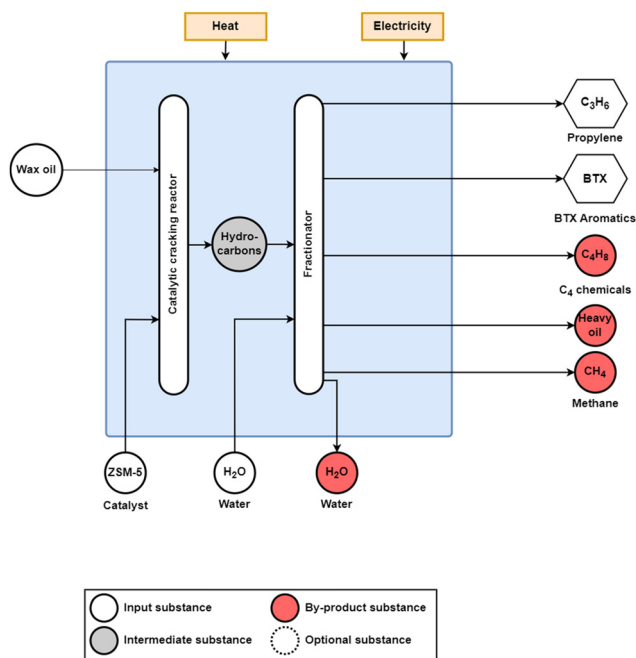 Heat
Electricity
C₃H₆
Propylene
Wax oil
BTX
BTX Aromatics
Catalytic cracking reactor
Hydro-
carbons
Fractionator
C₄H₈
C₄ chemicals
Heavy
oil
CH₄
Methane
ZSM-5
Catalyst
H₂O
Water
H₂O
Water
Input substance
By-product substance
Intermediate substance
Optional substance